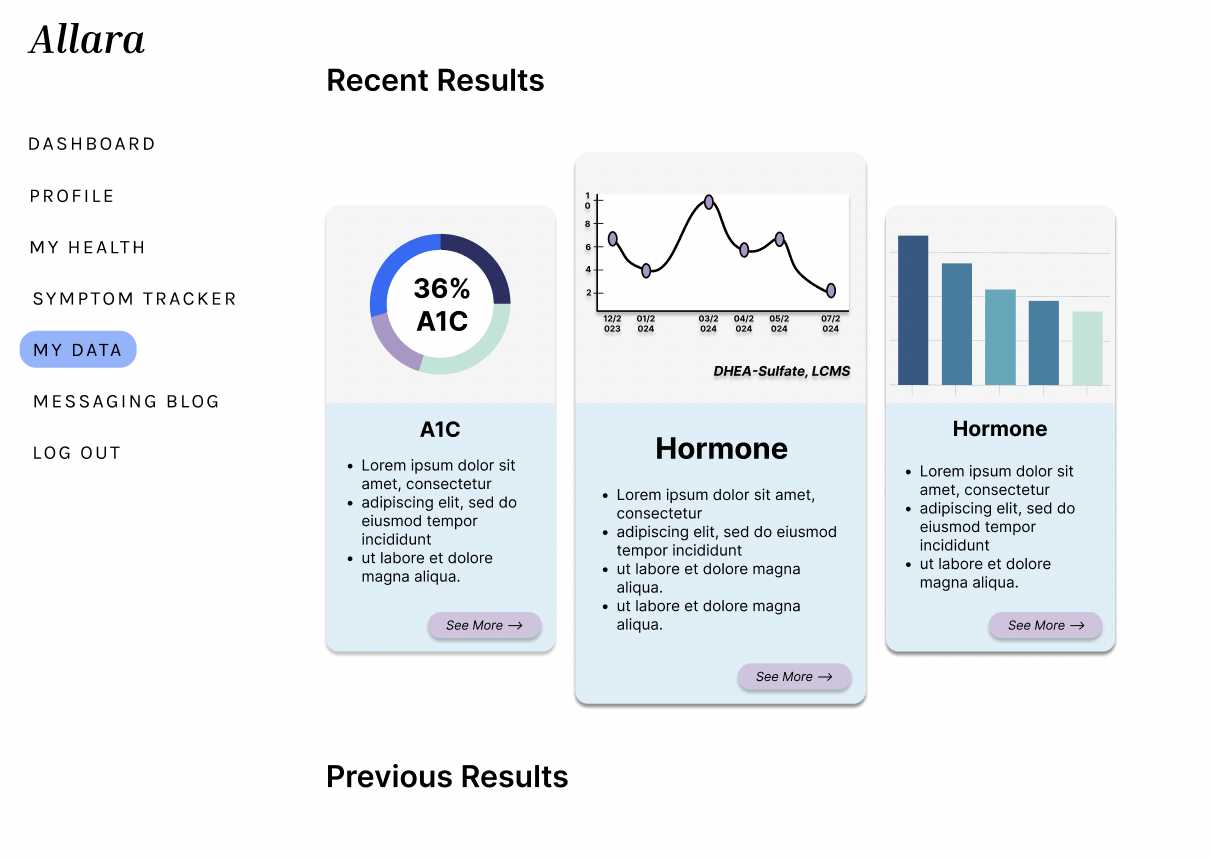 Allara
DASHBOARD
PROFILE
MY HEALTH
SYMPTOM TRACKER
MY DATA
MESSAGING BLOG
LOG OUT
Recent Results
36%
A1C
A1C
• Lorem ipsum dolor sit
amet, consectetur
• adipiscing elit, sed do
eiusmod tempor
incididunt
• ut labore et dolore
magna aliqua.
See More →
1
0
8
6
4
2
12/2
023
01/2
024
03/2
024
04/2
024
05/2
024
07/2
024
DHEA-Sulfate, LCMS
Hormone
• Lorem ipsum dolor sit amet,
consectetur
• adipiscing elit, sed do eiusmod
tempor incididunt
• ut labore et dolore magna
aliqua.
• ut labore et dolore magna
aliqua.
See More →
Hormone
• Lorem ipsum dolor sit
amet, consectetur
• adipiscing elit, sed do
eiusmod tempor
incididunt
• ut labore et dolore
magna aliqua.
See More →
Previous Results